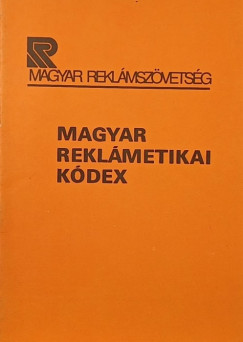 MAGYAR REKLÁMSZÖVETSÉG
MAGYAR
REKLÁMETIKAI
KÓDEX